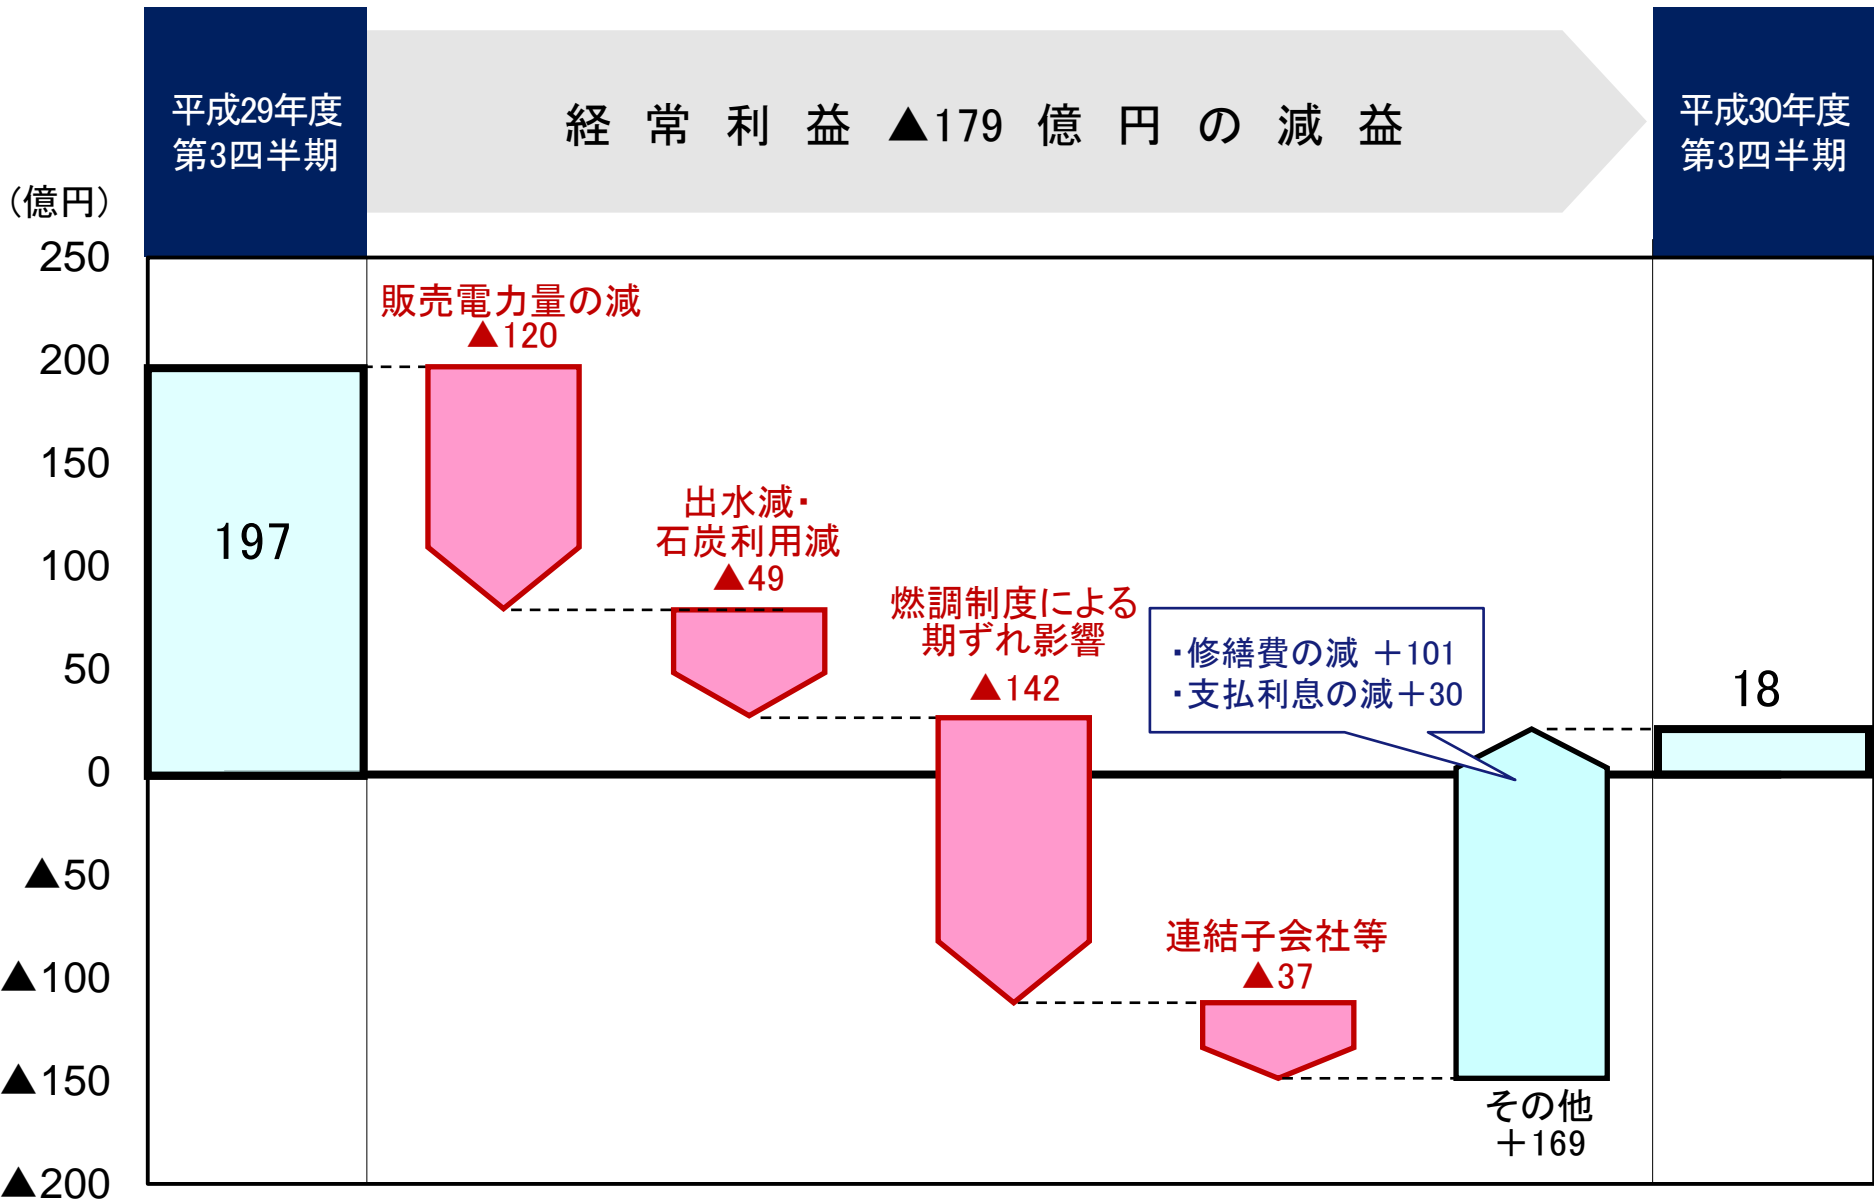 平成29年度
第3四半期
経常利益▲179億円の減益
平成30年度
第3四半期
(億円)
250
200
150
100
50
0
▲50
▲100
▲150
▲200
197
販売電力量の減
▲120
出水減・
石炭利用減
▲49
燃調制度による
期ずれ影響
▲142
連結子会社等
▲37
・修繕費の減 +101
・支払利息の減+30
その他
+169
18